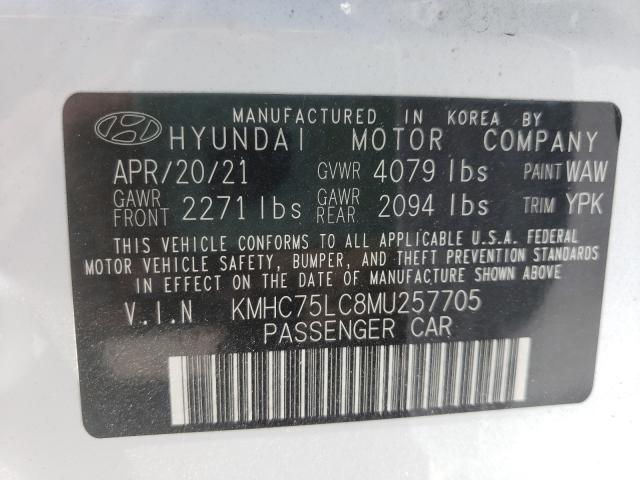 MANUFACTURED IN KOREA BY
HYUNDAI MOTOR COMPANY
APR/20/21 GVWR 4079 lbs PAINT WAW
GAWR FRONT 2271 lbs GAWR REAR 2094 lbs TRIM YPK
THIS VEHICLE CONFORMS TO ALL APPLICABLE U.S.A. FEDERAL
MOTOR VEHICLE SAFETY, BUMPER, AND THEFT PREVENTION STANDARDS
IN EFFECT ON THE DATE OF MANUFACTURE SHOWN ABOVE
V.I.N KMHC75LC8MU257705
PASSENGER CAR